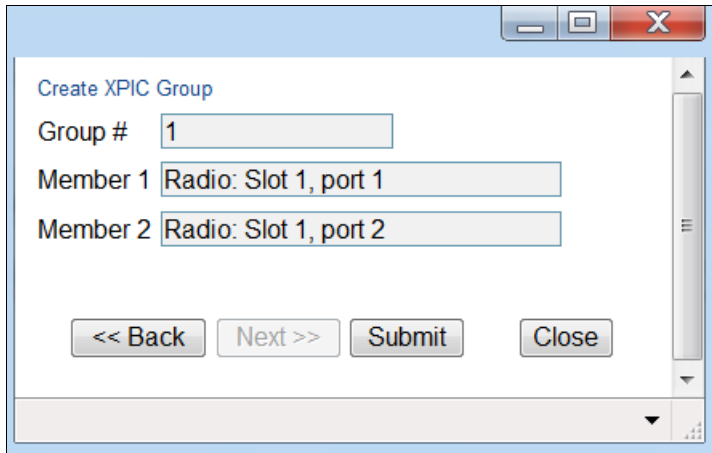 Create XPIC Group
Group # 1
Member 1 Radio: Slot 1, port 1
Member 2 Radio: Slot 1, port 2
<< Back Next >> Submit Close